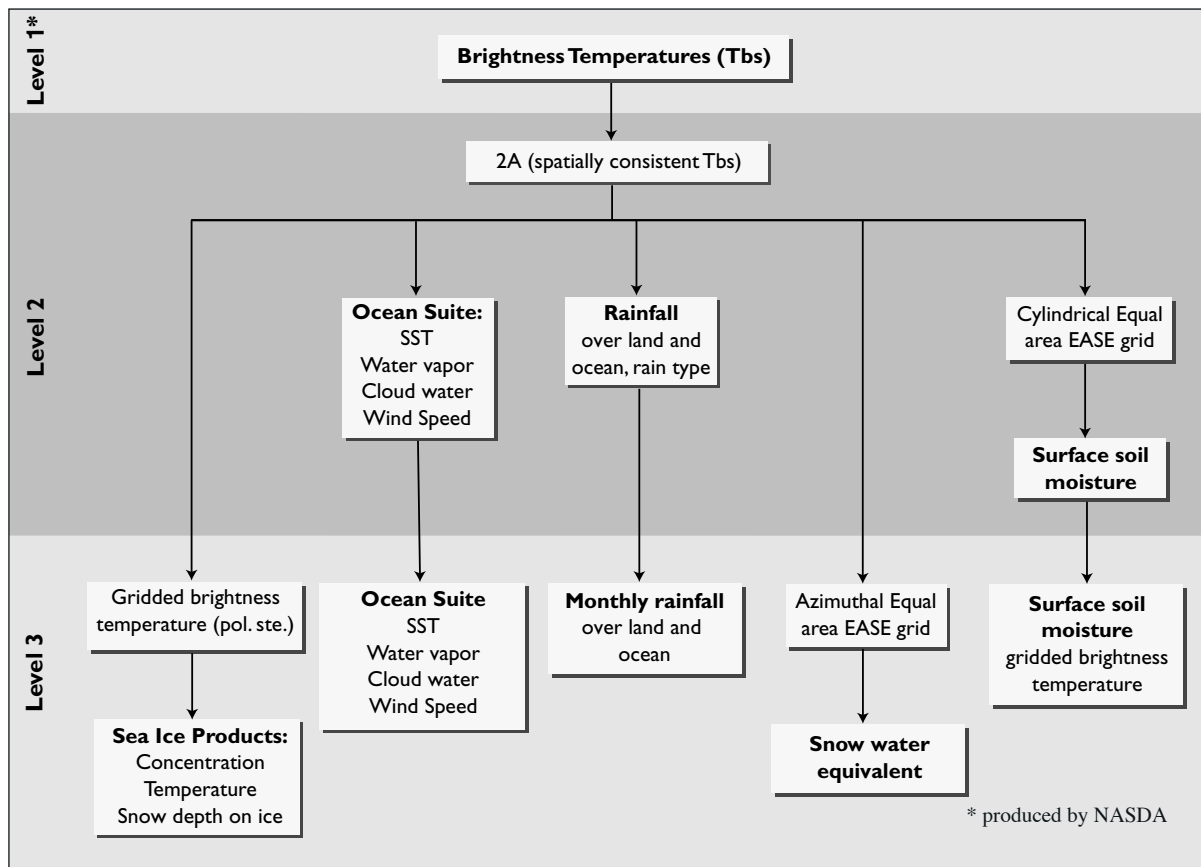 Level 1*
Brightness Temperatures (Tbs)
Level 2
2A (spatially consistent Tbs)
Ocean Suite:
SST
Water vapor
Cloud water
Wind Speed
Rainfall
over land and
ocean, rain type
Cylindrical Equal
area EASE grid
Surface soil
moisture
Level 3
Gridded brightness
temperature (pol. ste.)
Sea Ice Products:
Concentration
Temperature
Snow depth on ice
Ocean Suite
SST
Water vapor
Cloud water
Wind Speed
Monthly rainfall
over land and
ocean
Azimuthal Equal
area EASE grid
Snow water
equivalent
Surface soil
moisture
gridded brightness
temperature
* produced by NASDA